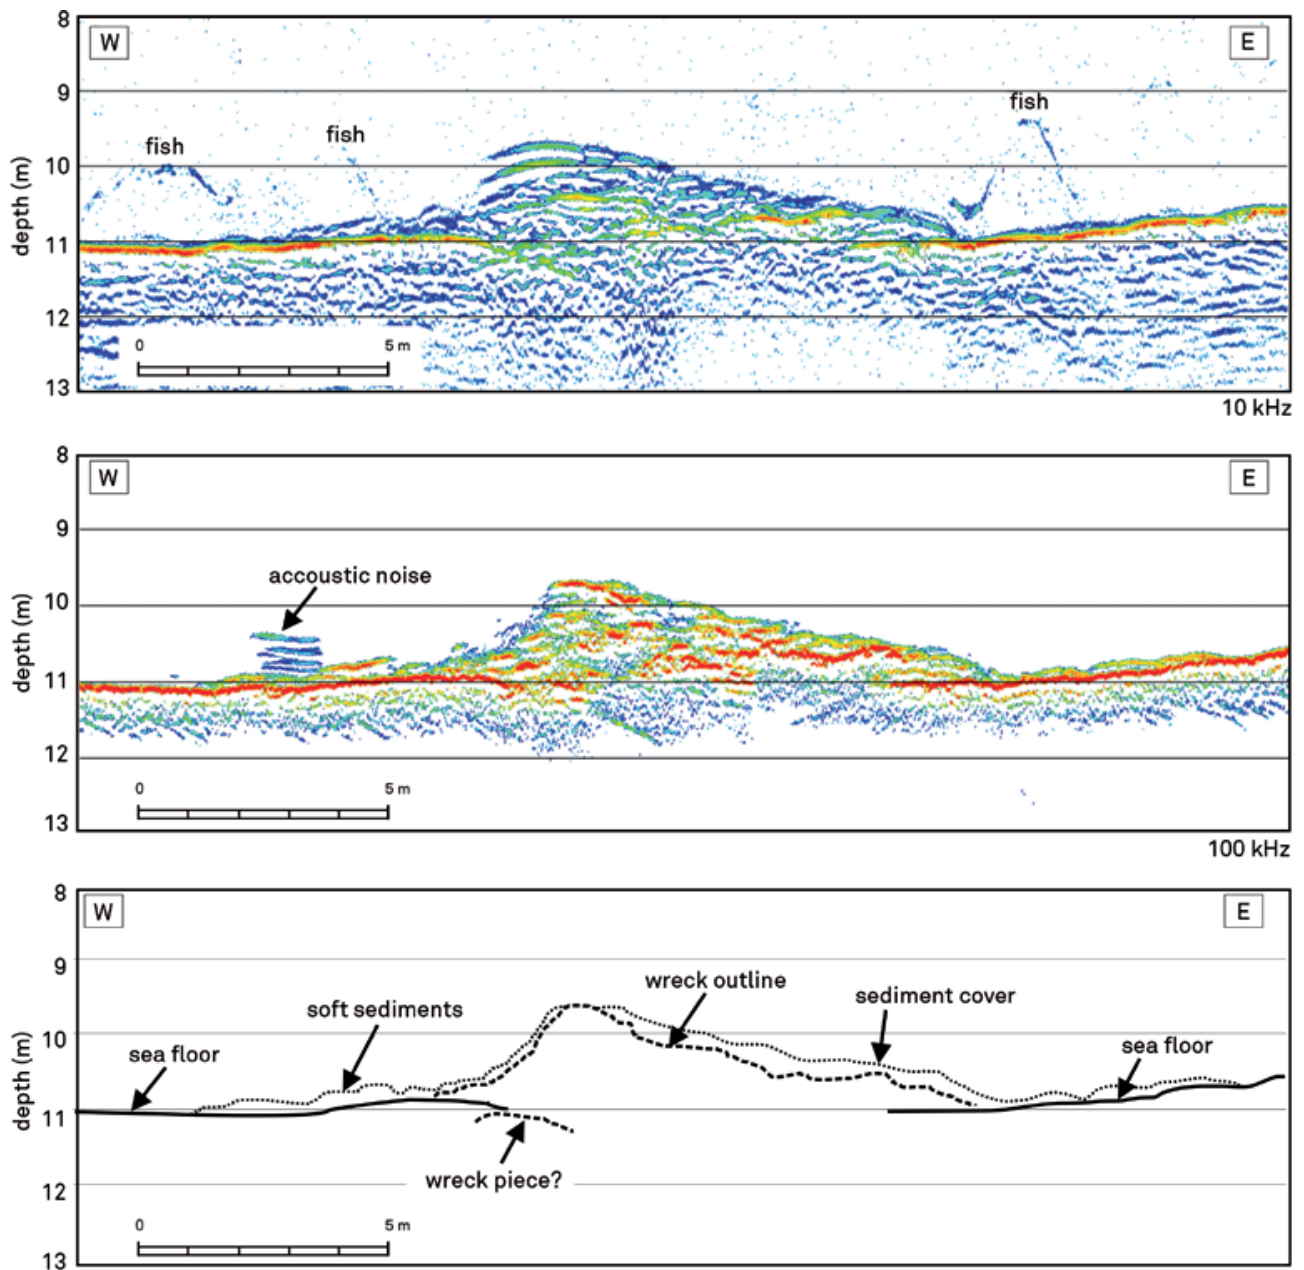 8
W
E
9
fish
fish
fish
10
depth (m)
11
12
0
5 m
13
10 kHz
8
W
E
9
accoustic noise
10
depth (m)
11
12
0
5 m
13
100 kHz
8
W
E
9
wreck outline
soft sediments
sediment cover
10
depth (m)
sea floor
sea floor
11
wreck piece?
12
0
5 m
13